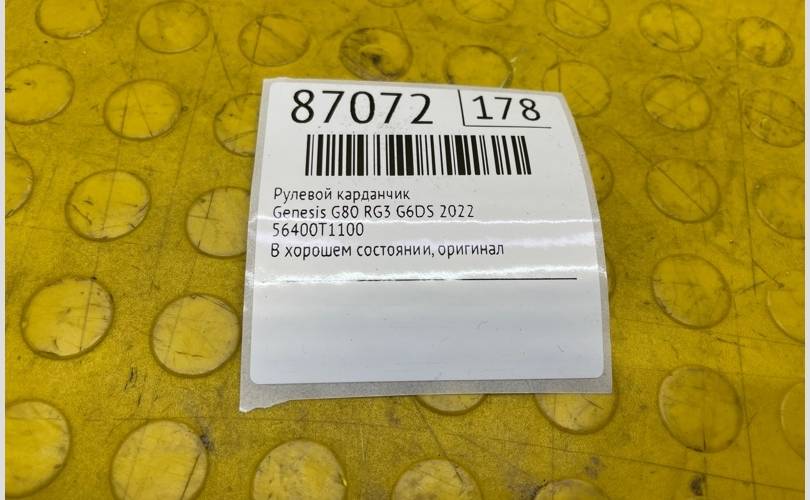 87072 178
Рулевой карданчик
Genesis G80 RG3 G6DS 2022
56400T1100
В хорошем состоянии, оригинал